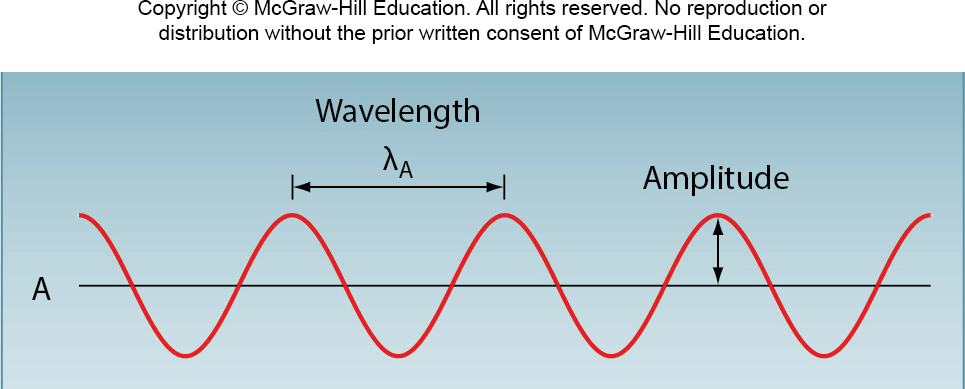 Copyright © McGraw-Hill Education. All rights reserved. No reproduction or
distribution without the prior written consent of McGraw-Hill Education.
Wavelength
λA
Amplitude
A